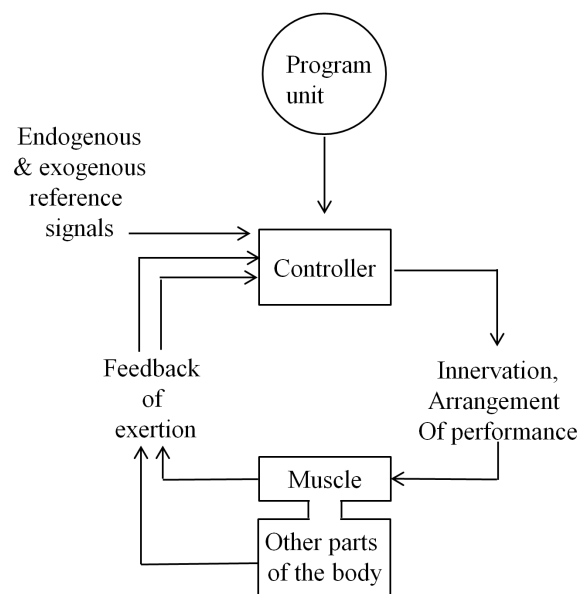 Program
unit
Endogenous
& exogenous
reference
signals
Controller
Feedback
of
exertion
Innervation,
Arrangement
Of performance
Muscle
Other parts
of the body